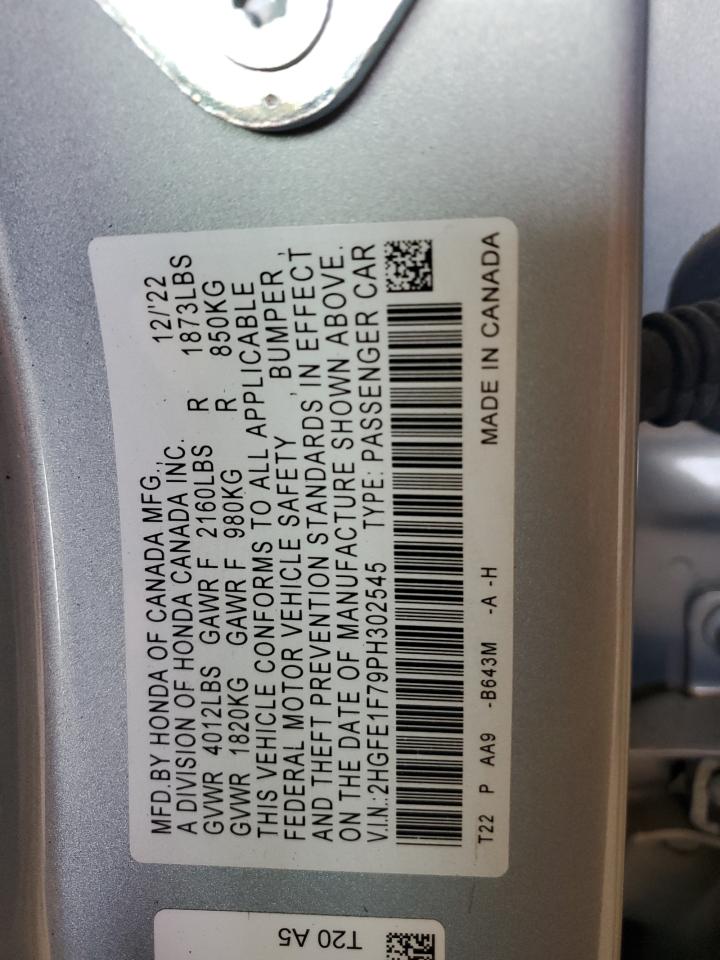 MFD.BY HONDA OF CANADA MFG., 12/'22
A DIVISION OF HONDA CANADA INC.
GVWR 4012LBS GAWR F 2160LBS R 1873LBS
GVWR 1820KG GAWR F 980KG R 850KG
THIS VEHICLE CONFORMS TO ALL APPLICABLE
FEDERAL MOTOR VEHICLE SAFETY , BUMPER ,
AND THEFT PREVENTION STANDARDS IN EFFECT
ON THE DATE OF MANUFACTURE SHOWN ABOVE.
V.I.N.:2HGFE1F79PH302545 TYPE: PASSENGER CAR
T22 P AA9 -B643M -A -H MADE IN CANADA
T20 A5